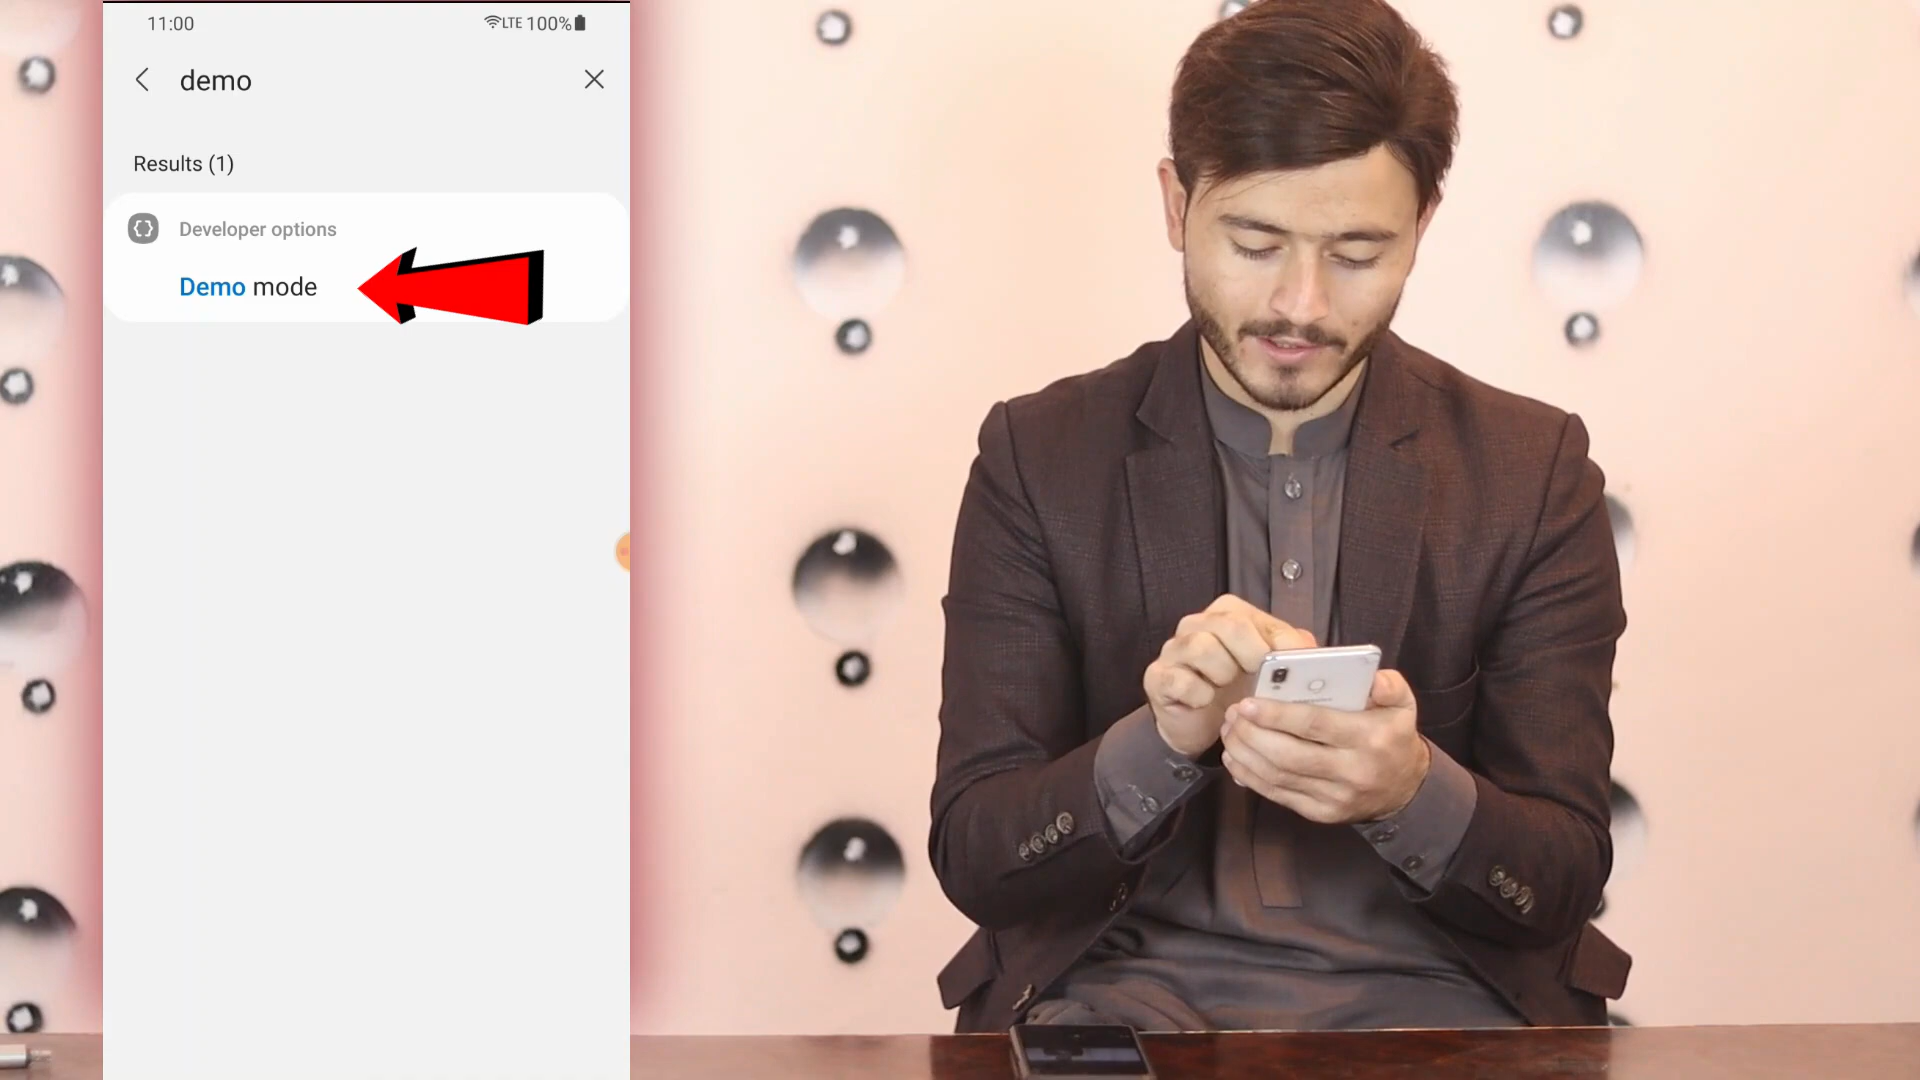 11:00
LTE 100%
demo
Results (1)
Developer options
Demo mode